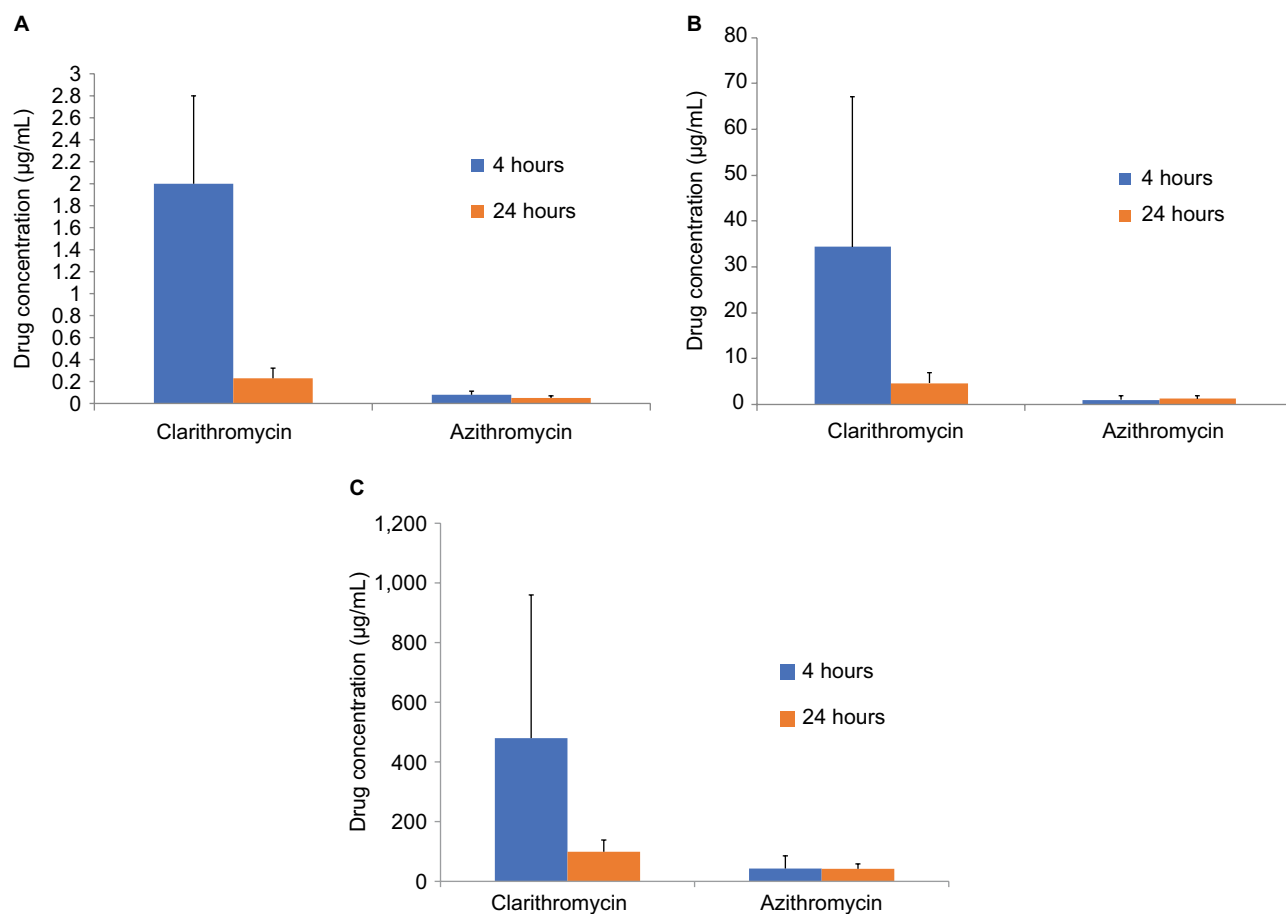 A
Drug concentration (µg/mL)
3
2.8
2.6
2.4
2.2
2
1.8
1.6
1.4
1.2
1
0.8
0.6
0.4
0.2
0
4 hours
24 hours
Clarithromycin
Azithromycin
B
Drug concentration (µg/mL)
80
70
60
50
40
30
20
10
0
4 hours
24 hours
Clarithromycin
Azithromycin
C
Drug concentration (µg/mL)
1,200
1,000
800
600
400
200
0
4 hours
24 hours
Clarithromycin
Azithromycin